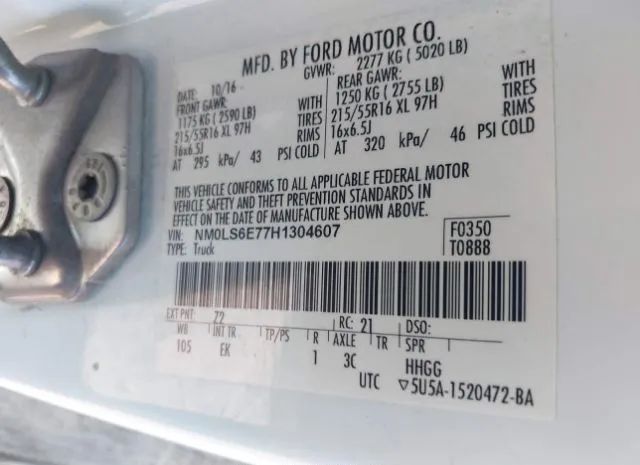 MFD. BY FORD MOTOR CO.
DATE: 10/16 GVWR: 2277 KG ( 5020 LB)
FRONT GAWR: REAR GAWR:
1175 KG ( 2590 LB) WITH 1250 KG ( 2755 LB) WITH
215/55R16 XL 97H TIRES 215/55R16 XL 97H TIRES
16x6.5J RIMS 16x6.5J RIMS
AT 295 kPa/ 43 PSI COLD AT 320 kPa/ 46 PSI COLD
THIS VEHICLE CONFORMS TO ALL APPLICABLE FEDERAL MOTOR
VEHICLE SAFETY AND THEFT PREVENTION STANDARDS IN
EFFECT ON THE DATE OF MANUFACTURE SHOWN ABOVE.
VIN: NM0LS6E77H1304607 F0350
TYPE: Truck T0888
EXT PNT: Z2 RC: 21 DSO:
WB INT TR TP/PS R AXLE TR SPR
105 EK 1 3C HHGG
UTC ▽5U5A-1520472-BA